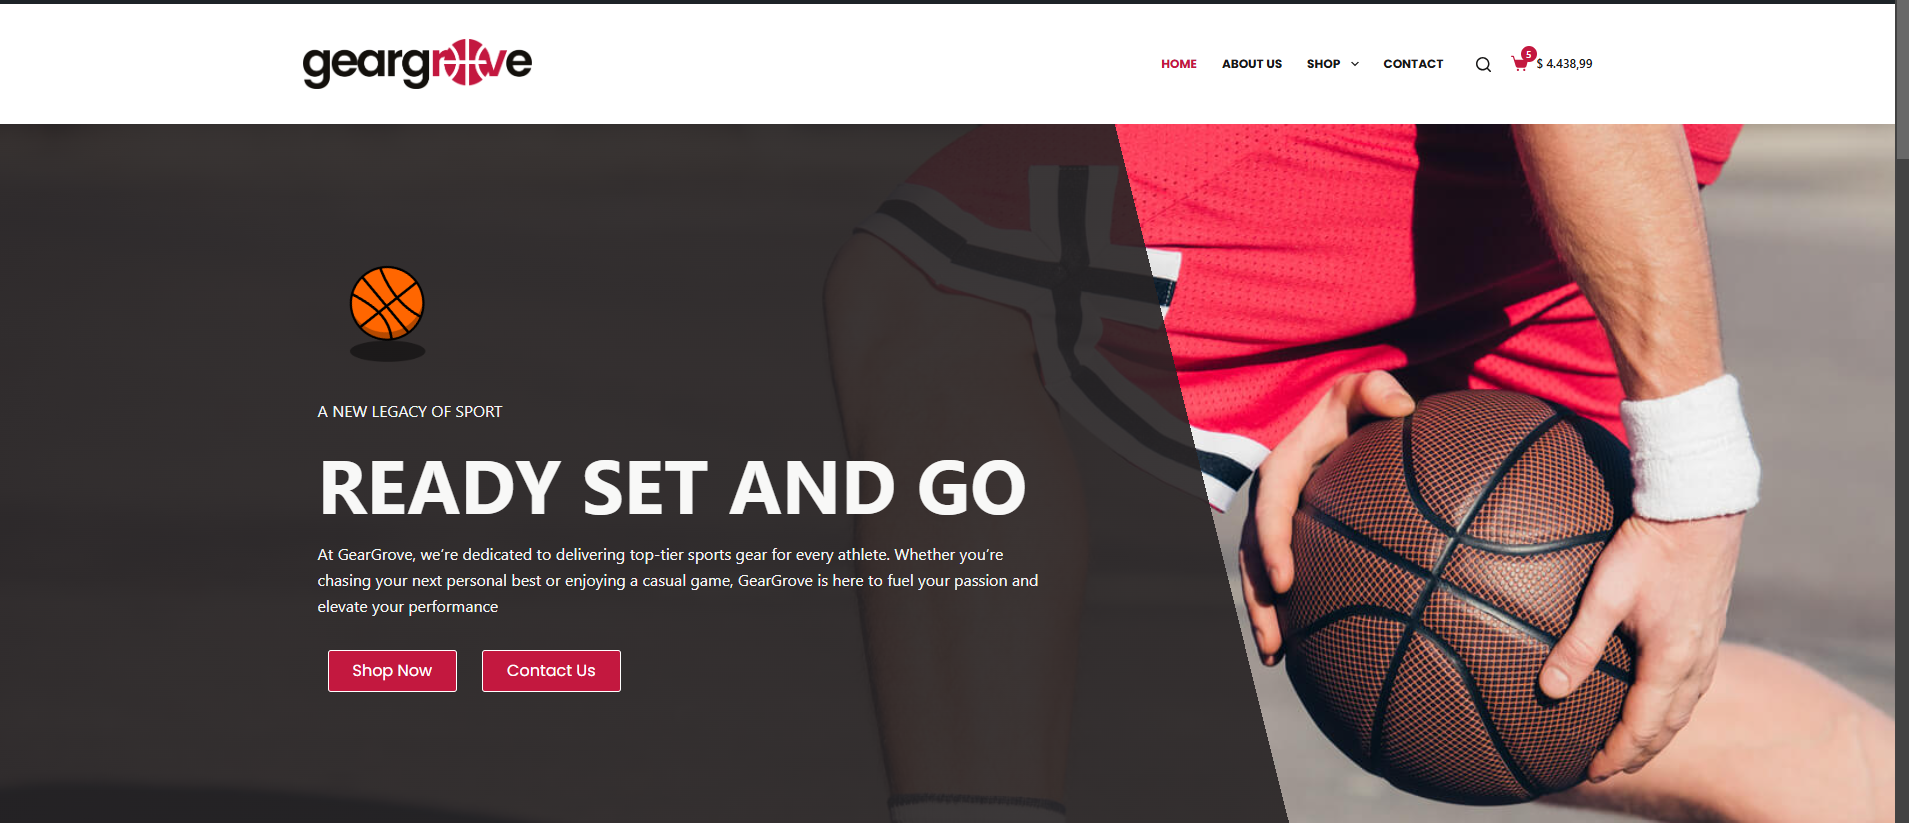 geargrove
HOME ABOUT US SHOP CONTACT 5 $ 4.438,99
A NEW LEGACY OF SPORT
READY SET AND GO
At GearGrove, we’re dedicated to delivering top-tier sports gear for every athlete. Whether you’re
chasing your next personal best or enjoying a casual game, GearGrove is here to fuel your passion and
elevate your performance
Shop Now Contact Us